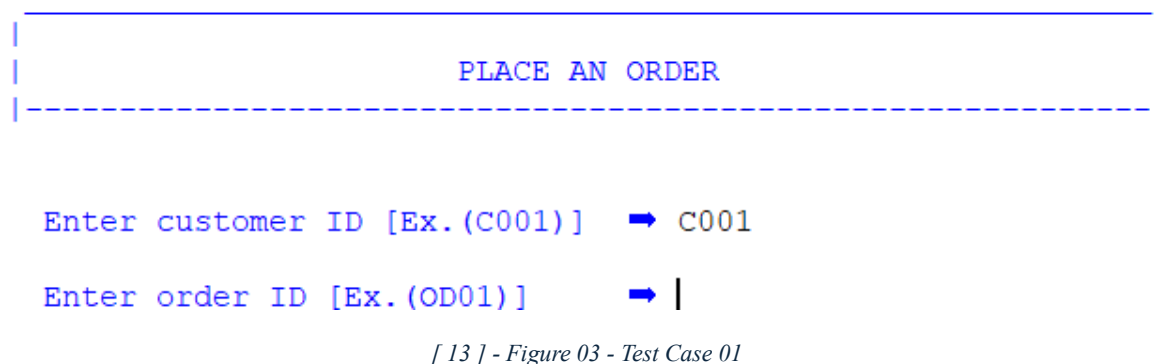 PLACE AN ORDER
|------------------------------------------------------------
Enter customer ID [Ex.(C001)] ➡ C001
Enter order ID [Ex.(OD01)] ➡
[ 13 ] - Figure 03 - Test Case 01